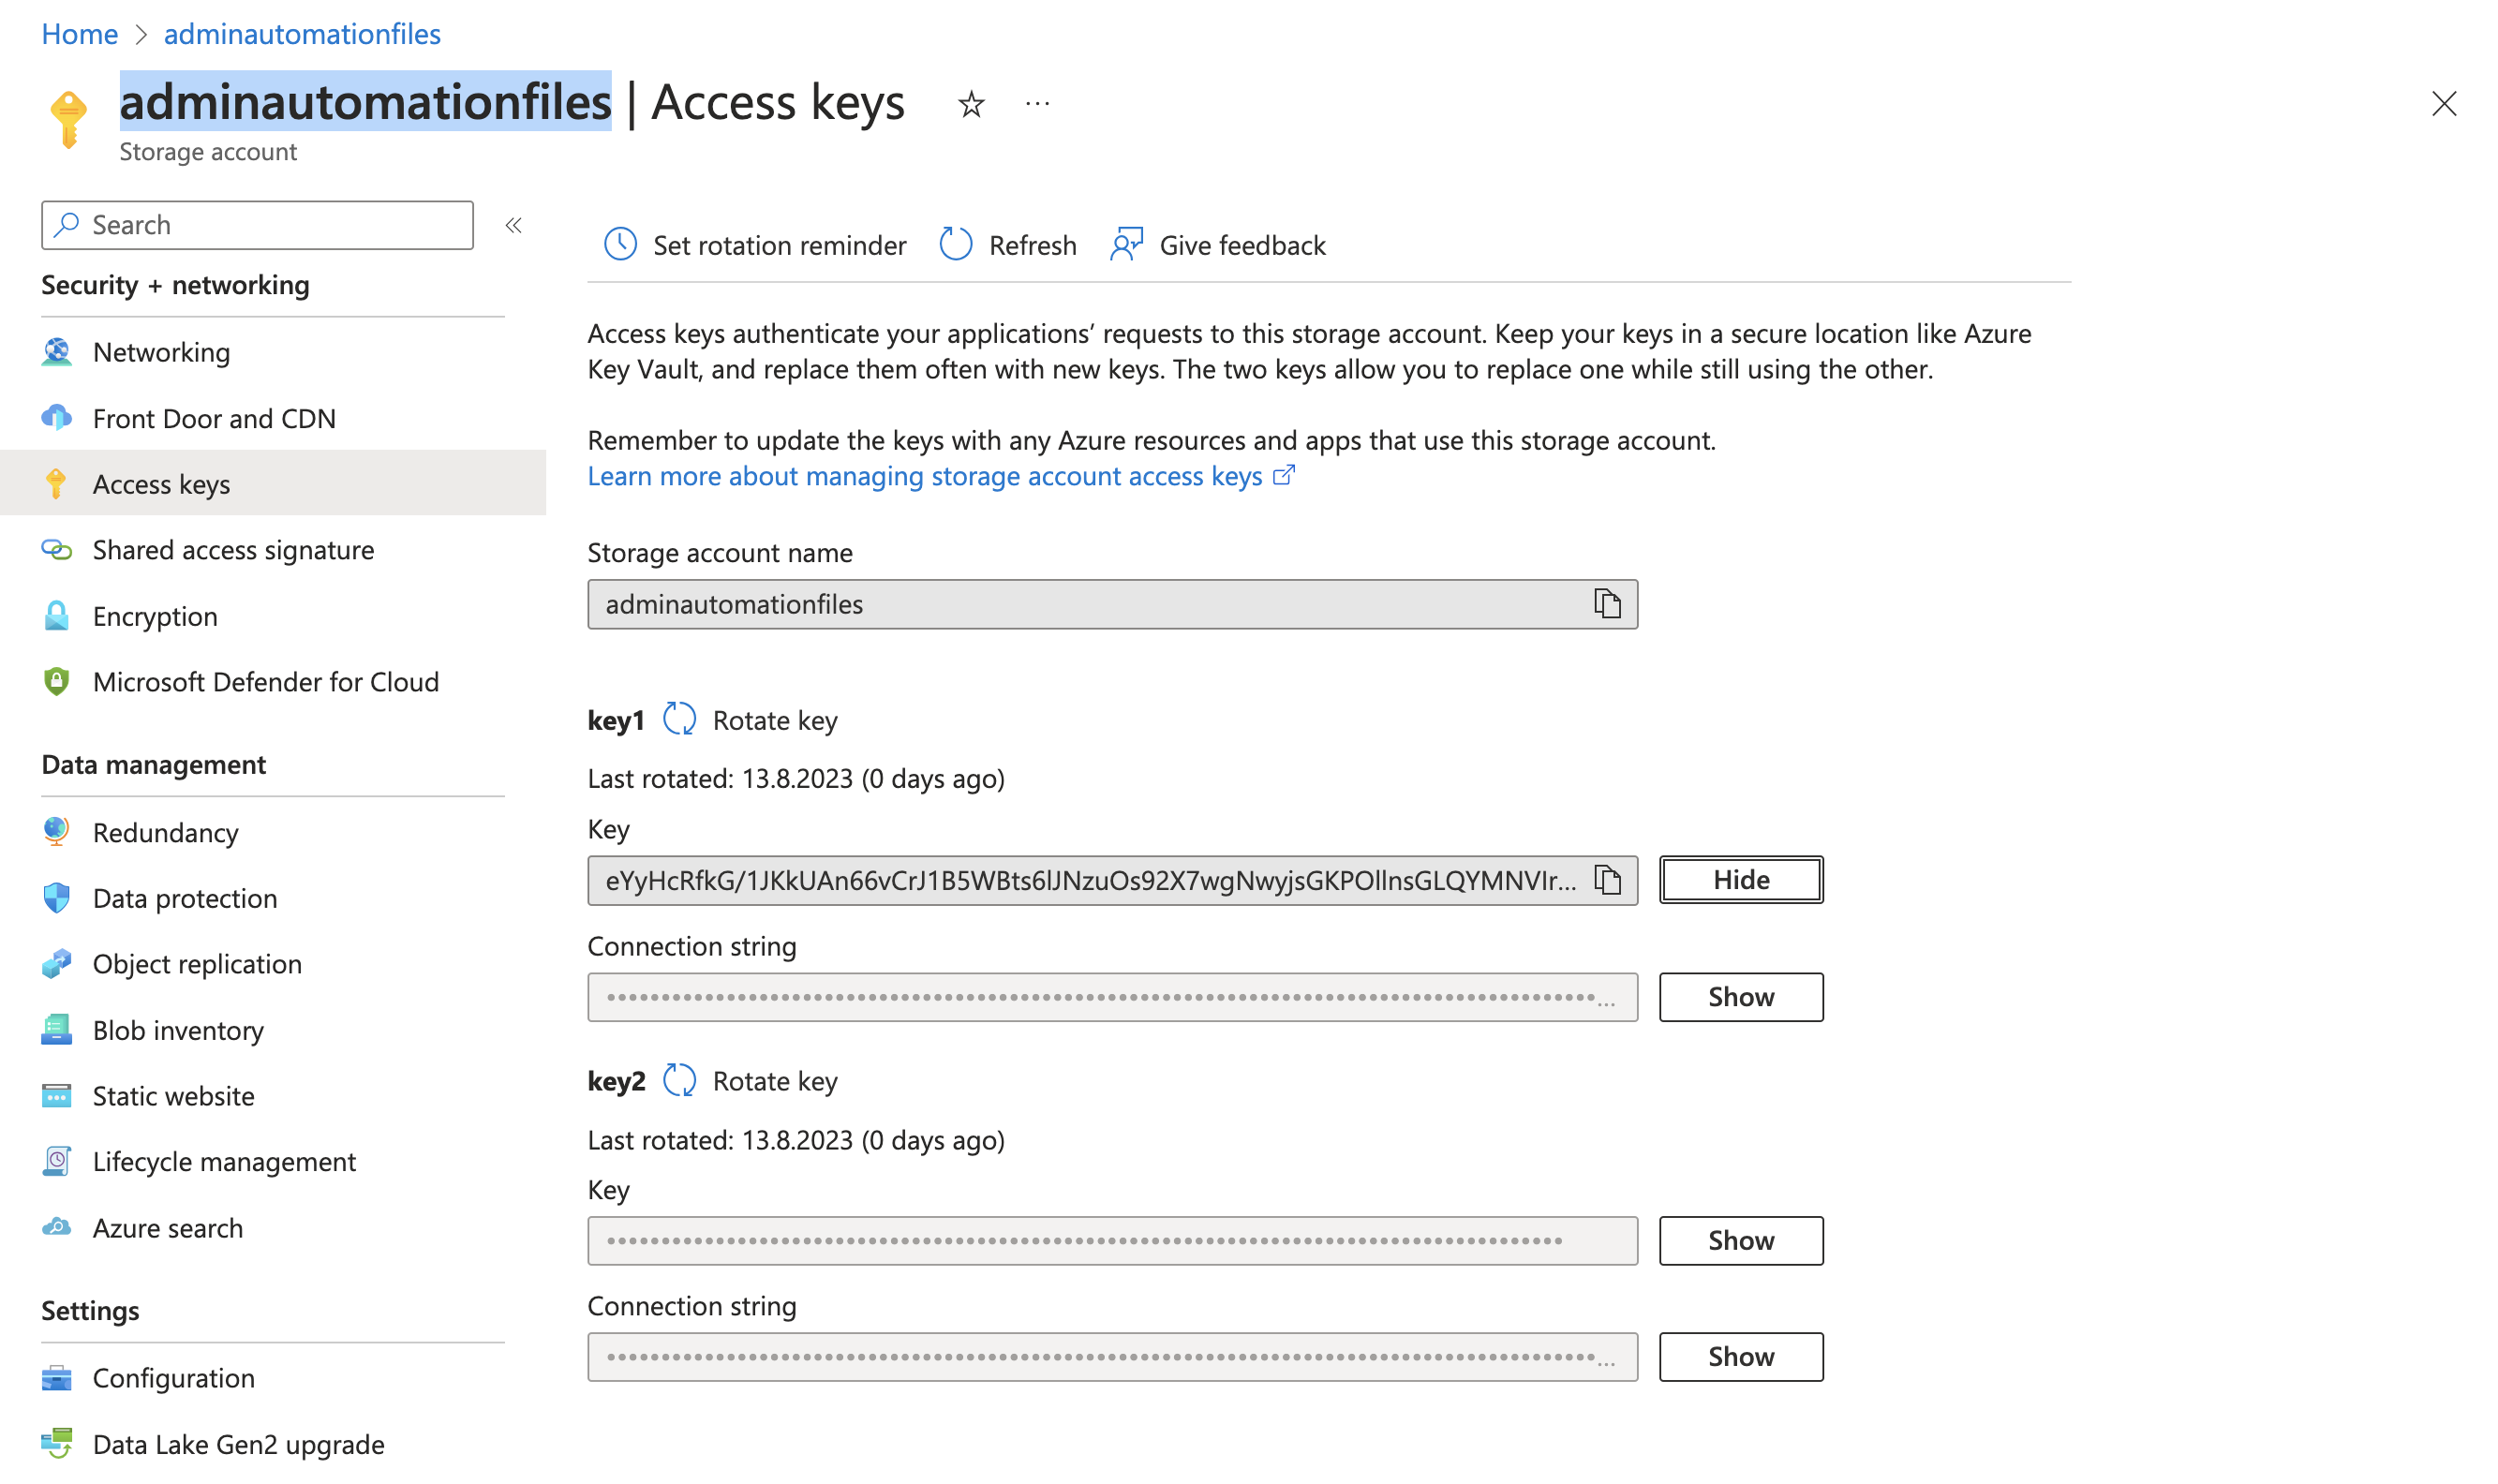 Home > adminautomationfiles
adminautomationfiles | Access keys
Storage account
Search
Security + networking
Networking
Front Door and CDN
Access keys
Shared access signature
Encryption
Microsoft Defender for Cloud
Data management
Redundancy
Data protection
Object replication
Blob inventory
Static website
Lifecycle management
Azure search
Settings
Configuration
Data Lake Gen2 upgrade
Set rotation reminder
Refresh
Give feedback
Access keys authenticate your applications’ requests to this storage account. Keep your keys in a secure location like Azure
Key Vault, and replace them often with new keys. The two keys allow you to replace one while still using the other.
Remember to update the keys with any Azure resources and apps that use this storage account.
Learn more about managing storage account access keys
Storage account name
adminautomationfiles
key1 Rotate key
Last rotated: 13.8.2023 (0 days ago)
Key
eYyHcRfkG/1JKkUAn66vCrJ1B5WBts6lJNzuOs92X7wgNwyjsGKPOllnsGLQYMNVIr...
Hide
Connection string
Show
key2 Rotate key
Last rotated: 13.8.2023 (0 days ago)
Key
Show
Connection string
Show